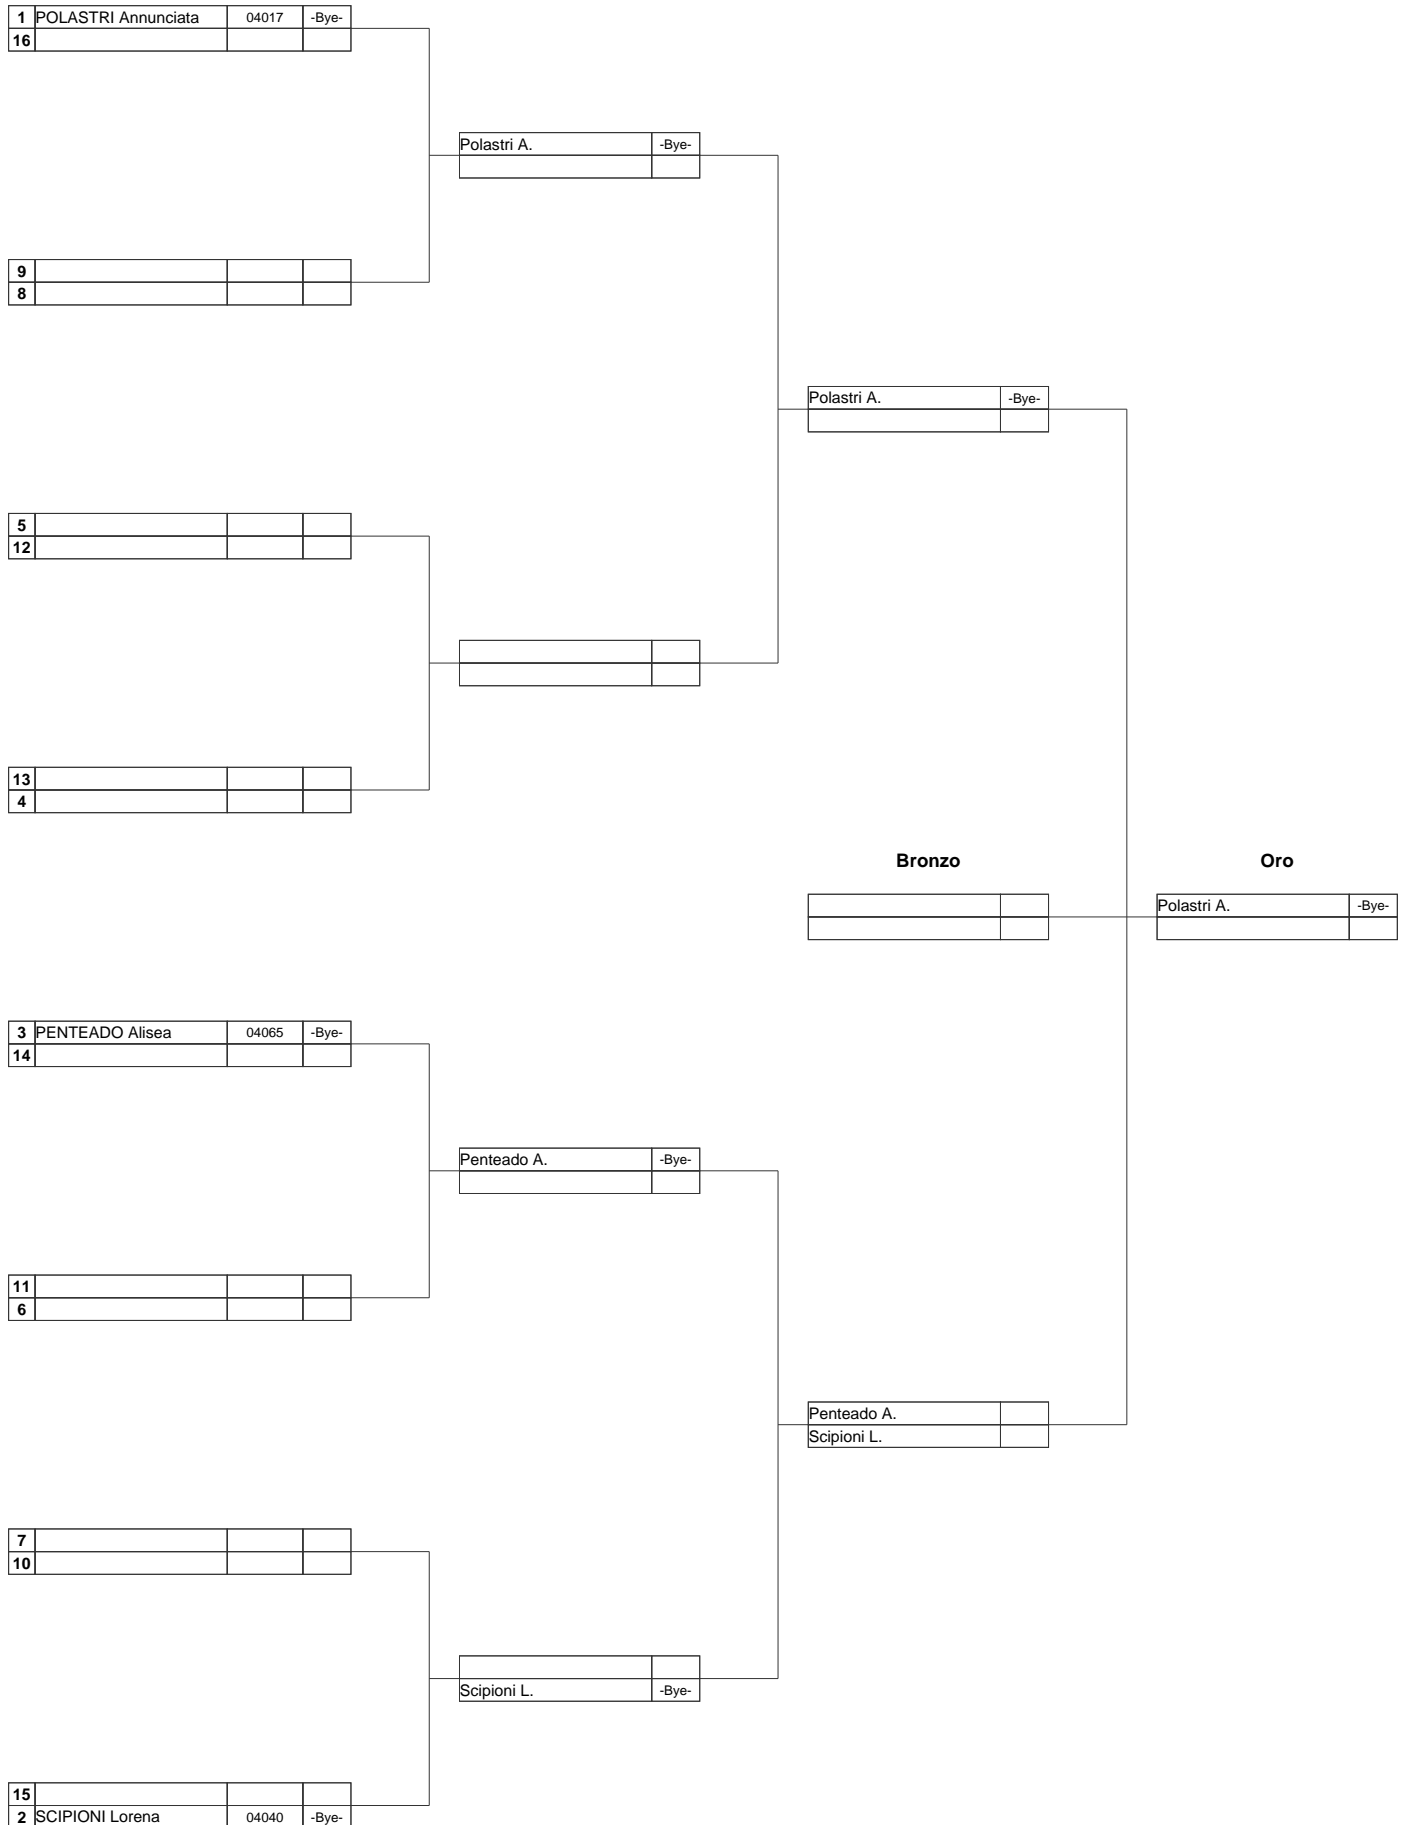 1 POLASTRI Annunciata 04017 -Bye-
16
Polastri A. -Bye-
9
8
Polastri A. -Bye-
5
12
13
4
Bronzo Oro
Polastri A. -Bye-
3 PENTEADO Alisea 04065 -Bye-
14
Penteado A. -Bye-
11
6
Penteado A.
Scipioni L.
7
10
Scipioni L. -Bye-
15
2 SCIPIONI Lorena 04040 -Bye-